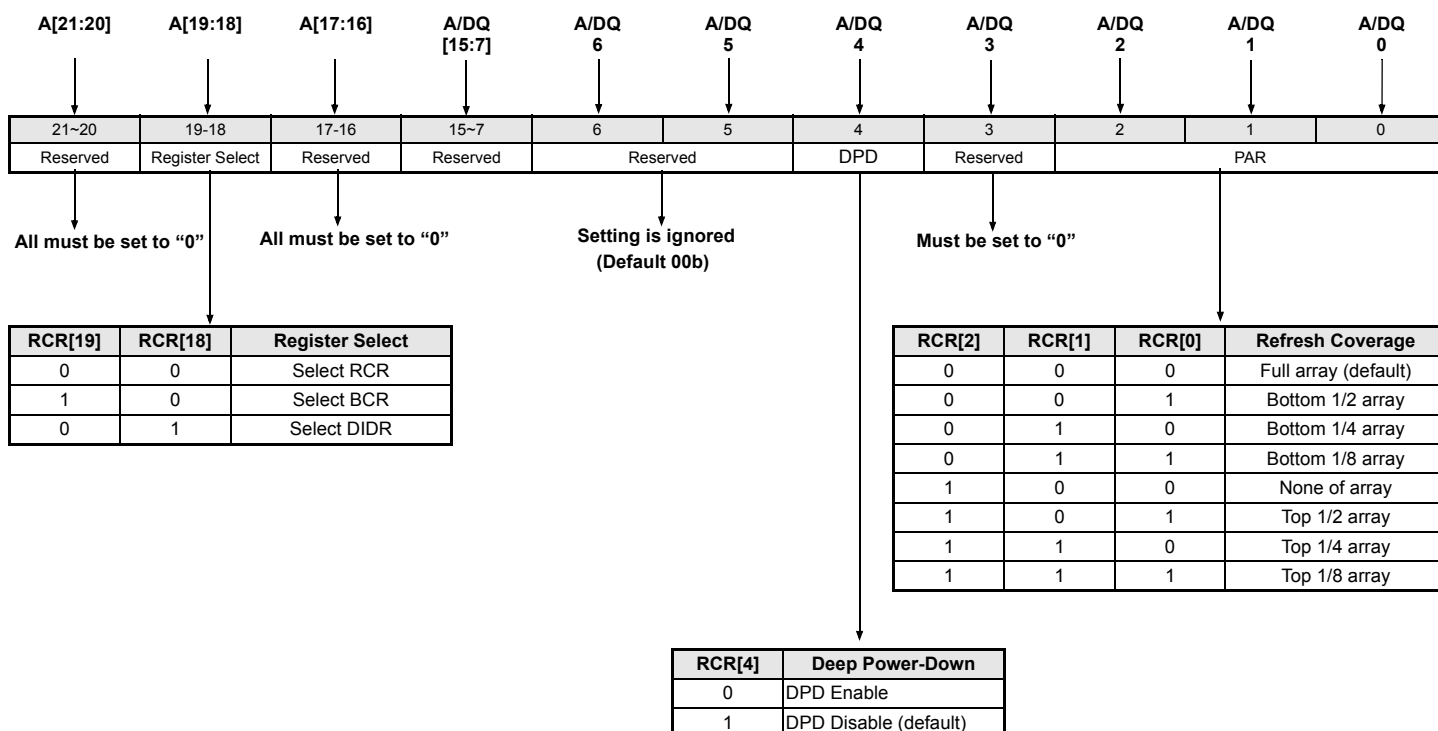 A[21:20] A[19:18] A[17:16] A/DQ [15:7] A/DQ 6 A/DQ 5 A/DQ 4 A/DQ 3 A/DQ 2 A/DQ 1 A/DQ 0
21~20 19-18 17-16 15~7 6 5 4 3 2 1 0
Reserved Register Select Reserved Reserved Reserved DPD Reserved PAR
All must be set to “0” All must be set to “0” Setting is ignored Must be set to “0”
(Default 00b)
RCR[19] RCR[18] Register Select
0 0 Select RCR
1 0 Select BCR
0 1 Select DIDR
RCR[2] RCR[1] RCR[0] Refresh Coverage
0 0 0 Full array (default)
0 0 1 Bottom 1/2 array
0 1 0 Bottom 1/4 array
0 1 1 Bottom 1/8 array
1 0 0 None of array
1 0 1 Top 1/2 array
1 1 0 Top 1/4 array
1 1 1 Top 1/8 array
RCR[4] Deep Power-Down
0 DPD Enable
1 DPD Disable (default)